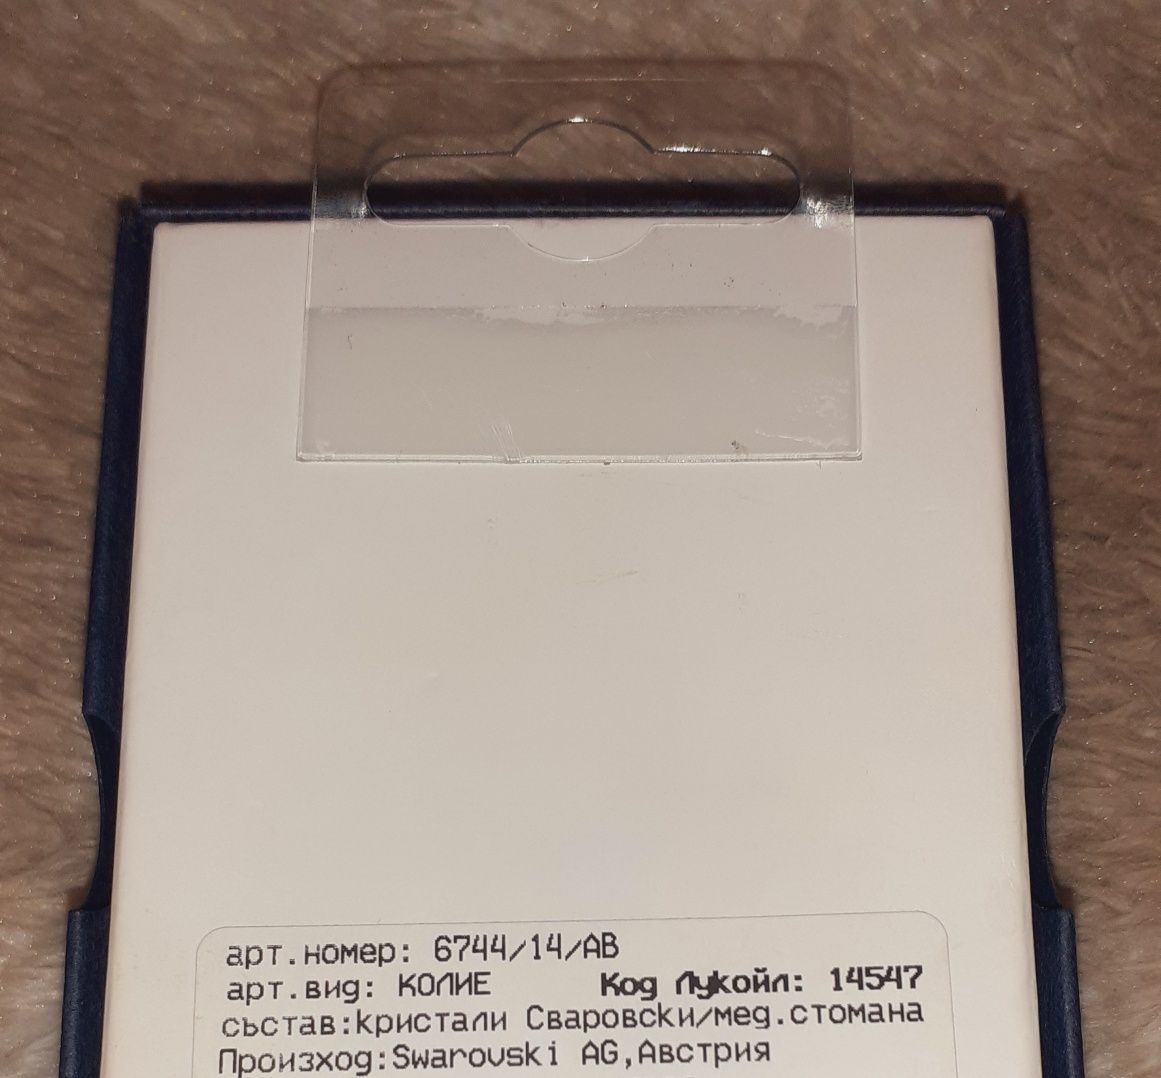 арт.номер: 6744/14/АВ
арт.вид: КОЛИЕ Код Лукойл: 14547
състав:кристали Сваровски/мед.стомана
Произход:Swarovski AG,Австрия